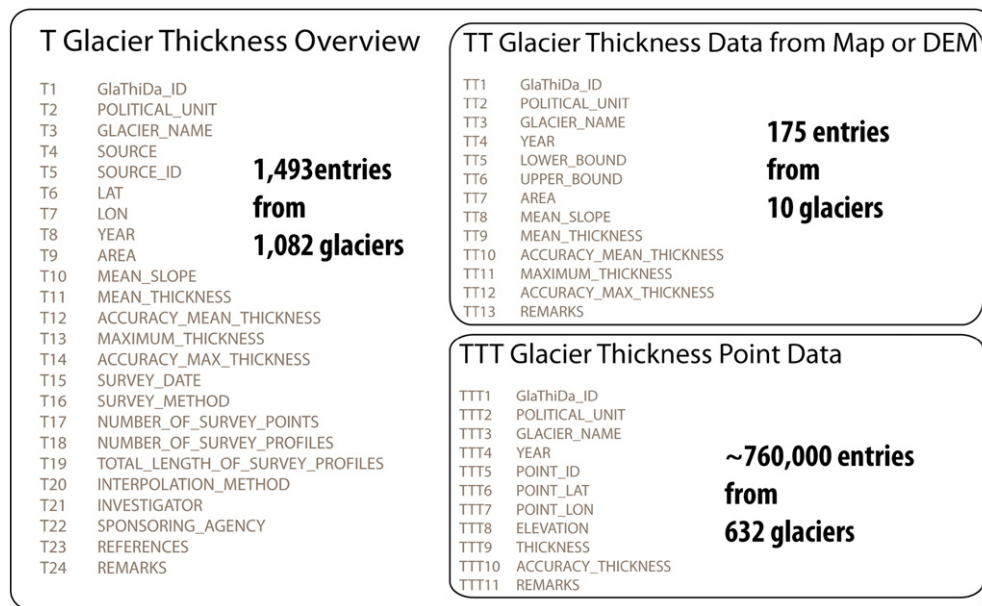 T Glacier Thickness Overview
T1 GlaThiDa_ID
T2 POLITICAL_UNIT
T3 GLACIER_NAME
T4 SOURCE
T5 SOURCE_ID
T6 LAT
T7 LON
T8 YEAR
T9 AREA
T10 MEAN_SLOPE
T11 MEAN_THICKNESS
T12 ACCURACY_MEAN_THICKNESS
T13 MAXIMUM_THICKNESS
T14 ACCURACY_MAX_THICKNESS
T15 SURVEY_DATE
T16 SURVEY_METHOD
T17 NUMBER_OF_SURVEY_POINTS
T18 NUMBER_OF_SURVEY_PROFILES
T19 TOTAL_LENGTH_OF_SURVEY_PROFILES
T20 INTERPOLATION_METHOD
T21 INVESTIGATOR
T22 SPONSORING_AGENCY
T23 REFERENCES
T24 REMARKS
1,493entries
from
1,082 glaciers
TT Glacier Thickness Data from Map or DEM
TT1 GlaThiDa_ID
TT2 POLITICAL_UNIT
TT3 GLACIER_NAME
TT4 YEAR
TT5 LOWER_BOUND
TT6 UPPER_BOUND
TT7 AREA
TT8 MEAN_SLOPE
TT9 MEAN_THICKNESS
TT10 ACCURACY_MEAN_THICKNESS
TT11 MAXIMUM_THICKNESS
TT12 ACCURACY_MAX_THICKNESS
TT13 REMARKS
175 entries
from
10 glaciers
TTT Glacier Thickness Point Data
TTT1 GlaThiDa_ID
TTT2 POLITICAL_UNIT
TTT3 GLACIER_NAME
TTT4 YEAR
TTT5 POINT_ID
TTT6 POINT_LAT
TTT7 POINT_LON
TTT8 ELEVATION
TTT9 THICKNESS
TTT10 ACCURACY_THICKNESS
TTT11 REMARKS
~760,000 entries
from
632 glaciers